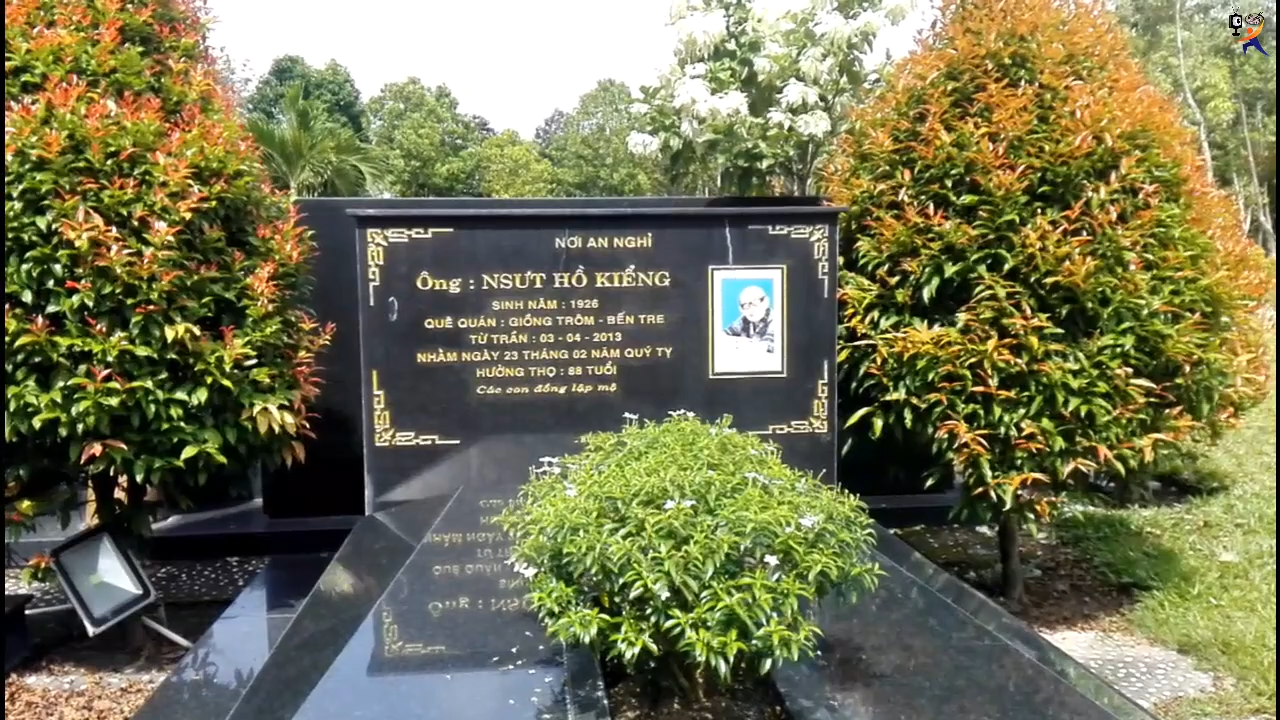 NƠI AN NGHỈ
Ông : NSƯT HỒ KIỂNG
SINH NĂM : 1926
QUÊ QUÁN : GIỒNG TRÔM - BẾN TRE
TỪ TRẦN : 03 - 04 - 2013
NHẰM NGÀY 23 THÁNG 02 NĂM QUÝ TỴ
HƯỞNG THỌ : 88 TUỔI
Các con đồng lập mộ